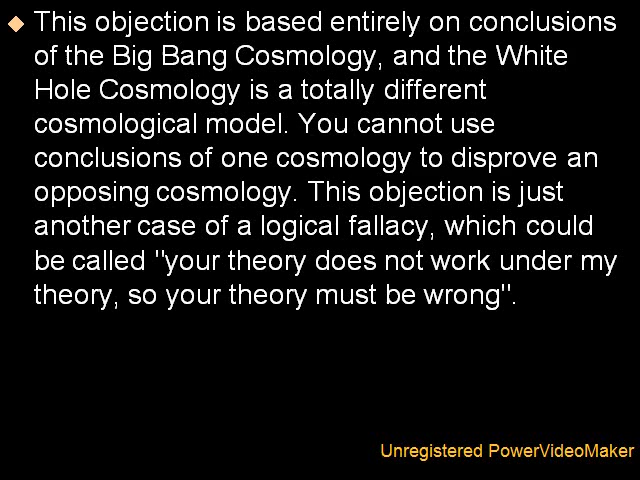 This objection is based entirely on conclusions
of the Big Bang Cosmology, and the White
Hole Cosmology is a totally different
cosmological model. You cannot use
conclusions of one cosmology to disprove an
opposing cosmology. This objection is just
another case of a logical fallacy, which could
be called "your theory does not work under my
theory, so your theory must be wrong".
Unregistered PowerVideoMaker